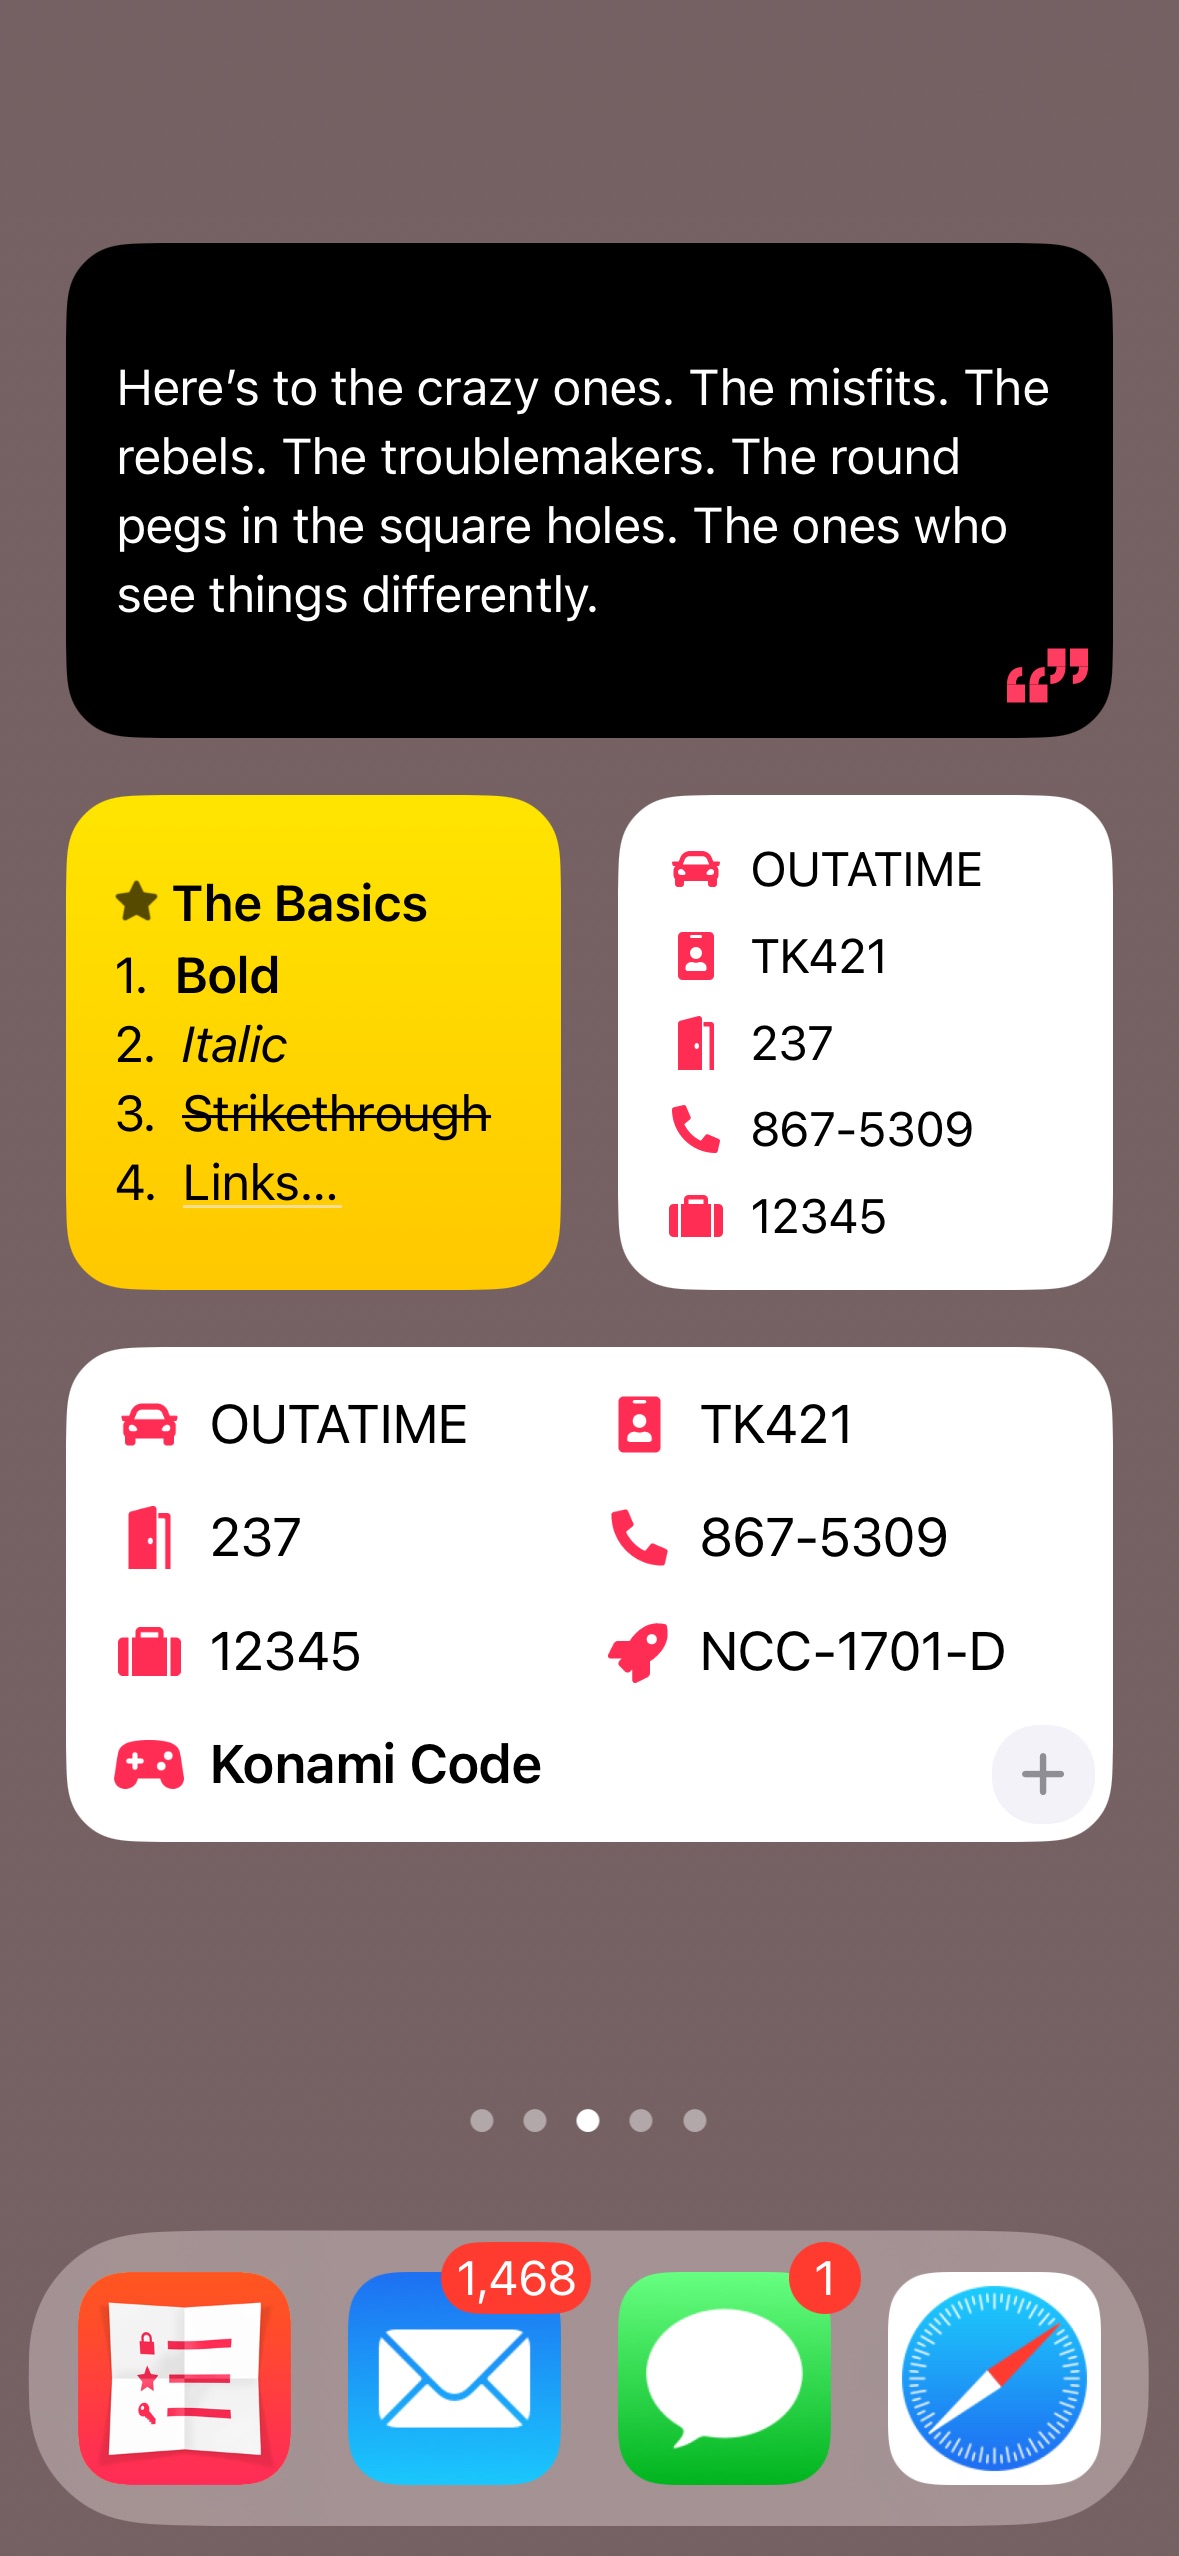 Here’s to the crazy ones. The misfits. The
rebels. The troublemakers. The round
pegs in the square holes. The ones who
see things differently.
The Basics
1. Bold
2. Italic
3. Strikethrough
4. Links...
OUTATIME
TK421
237
867-5309
12345
OUTATIME
TK421
237
867-5309
12345
NCC-1701-D
Konami Code
1,468
1